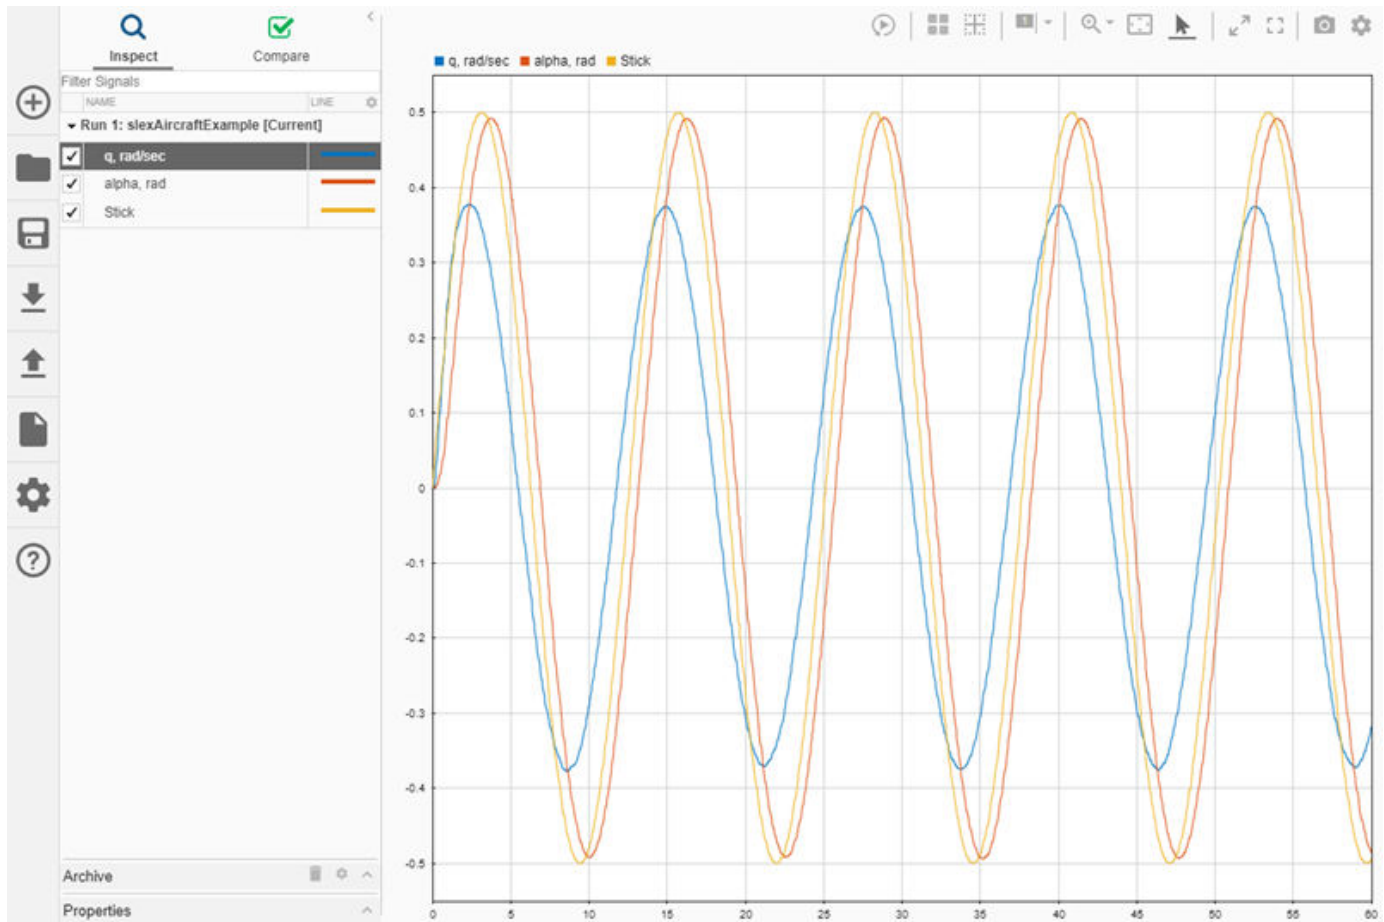 Inspect
Compare
Filter Signals
NAME
LINE
Run 1: slexAircraftExample [Current]
q, rad/sec
alpha, rad
Stick
Archive
Properties
1
q, rad/sec
alpha, rad
Stick
0.5
0.4
0.3
0.2
0.1
0
-0.1
-0.2
-0.3
-0.4
-0.5
0 5 10 15 20 25 30 35 40 45 50 55 60